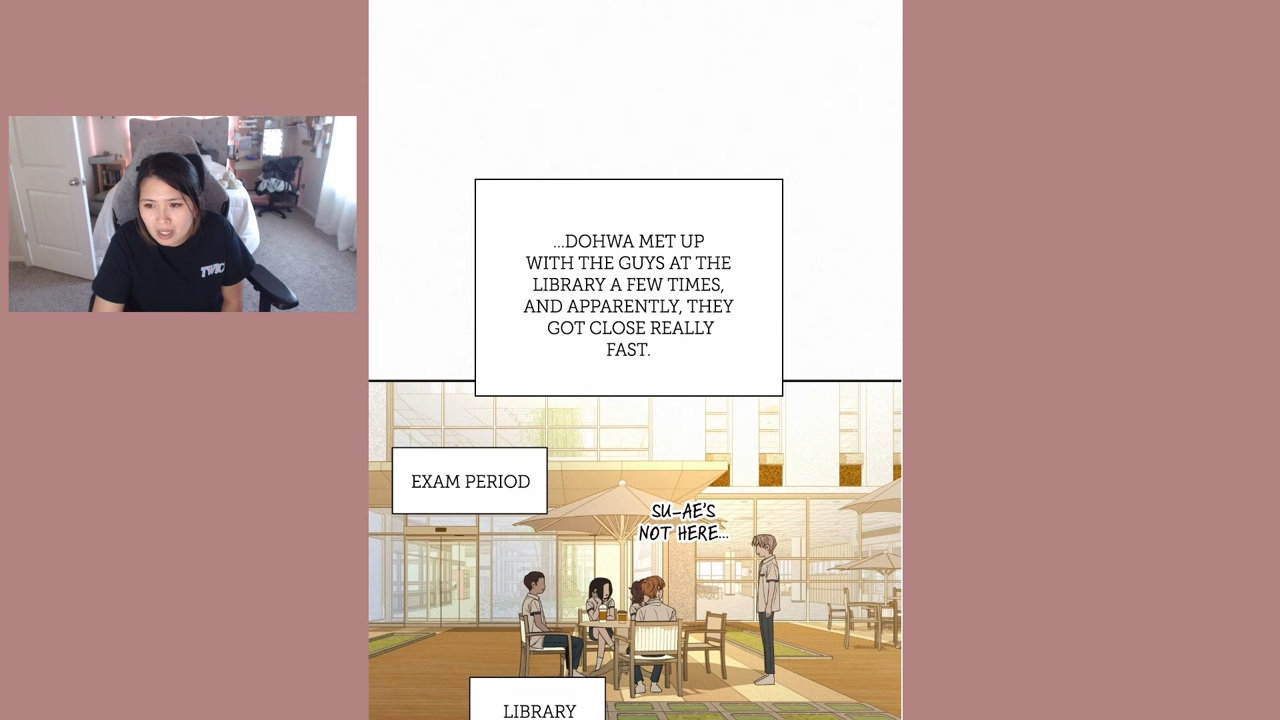 ...DOHWA MET UP
WITH THE GUYS AT THE
LIBRARY A FEW TIMES,
AND APPARENTLY, THEY
GOT CLOSE REALLY
FAST.
EXAM PERIOD
SU-AE'S
NOT HERE...
LIBRARY